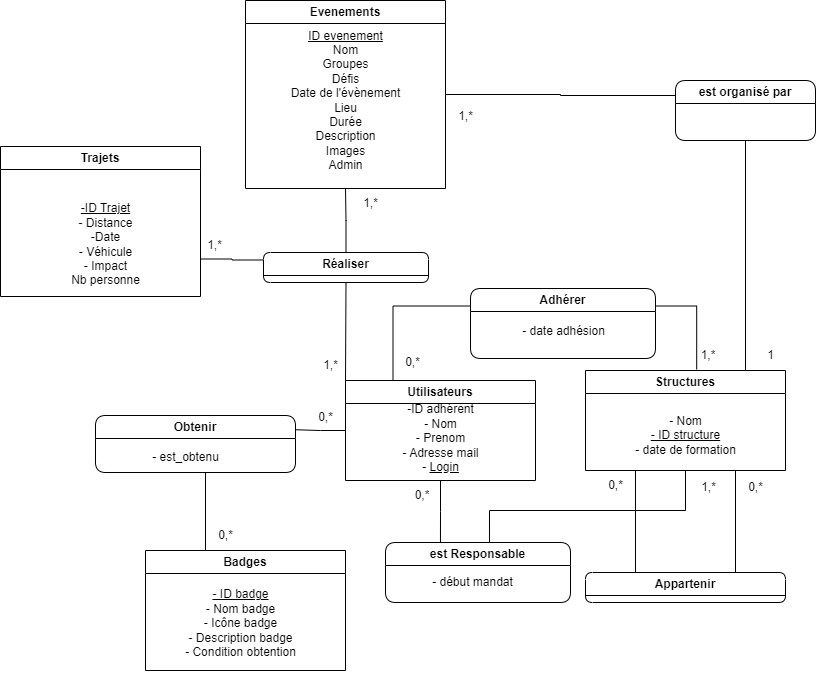 Evenements
ID evenement
Nom
Groupes
Défis
Date de l'évènement
Lieu
Durée
Description
Images
Admin
1,*
est organisé par
Trajets
-ID Trajet
- Distance
-Date
- Véhicule
- Impact
Nb personne
1,*
1,*
Réaliser
Adhérer
- date adhésion
1,*
0,*
1,*
1
Utilisateurs
-ID adhérent
- Nom
- Prenom
- Adresse mail
- Login
Structures
- Nom
- ID structure
- date de formation
Obtenir
- est_obtenu
0,*
0,*
0,*
1,*
0,*
0,*
est Responsable
- début mandat
Appartenir
Badges
- ID badge
- Nom badge
- Icône badge
- Description badge
- Condition obtention